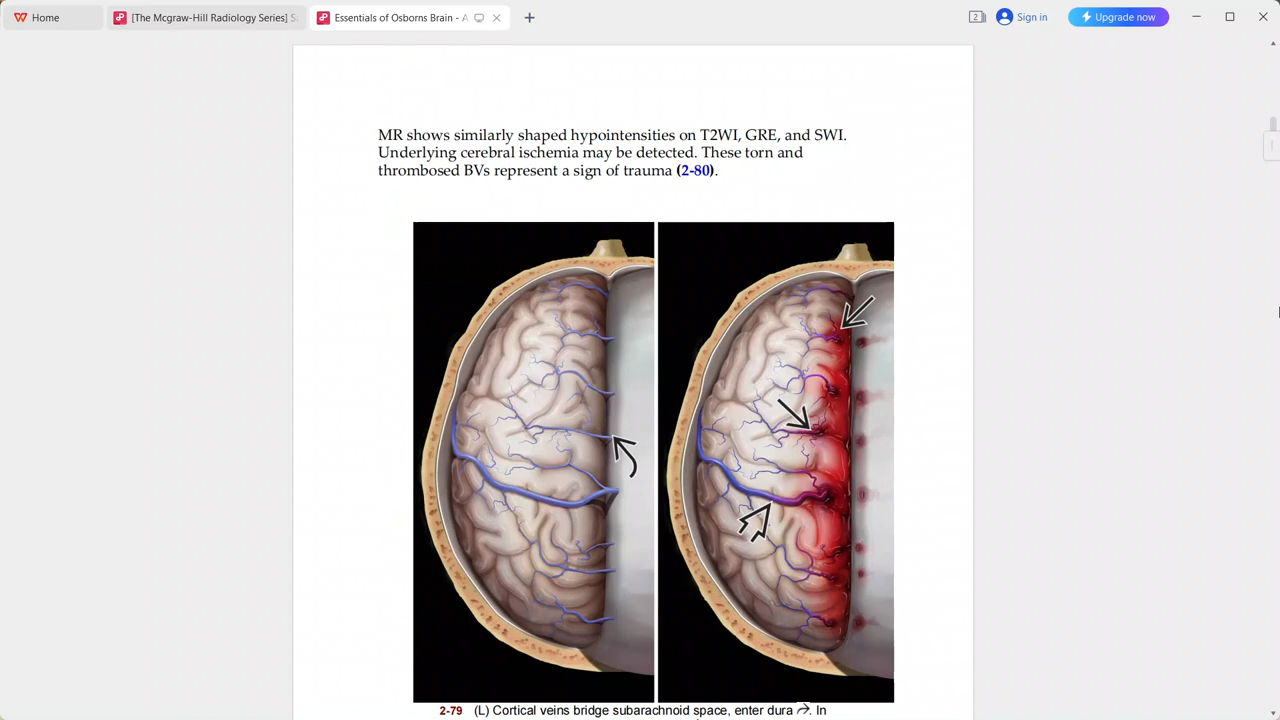 Home
[The Mcgraw-Hill Radiology Series] S
Essentials of Osborns Brain - A
2
Sign in
Upgrade now
MR shows similarly shaped hypointensities on T2WI, GRE, and SWI.
Underlying cerebral ischemia may be detected. These torn and
thrombosed BVs represent a sign of trauma (2-80).
2-79 (L) Cortical veins bridge subarachnoid space, enter dura ↷. In